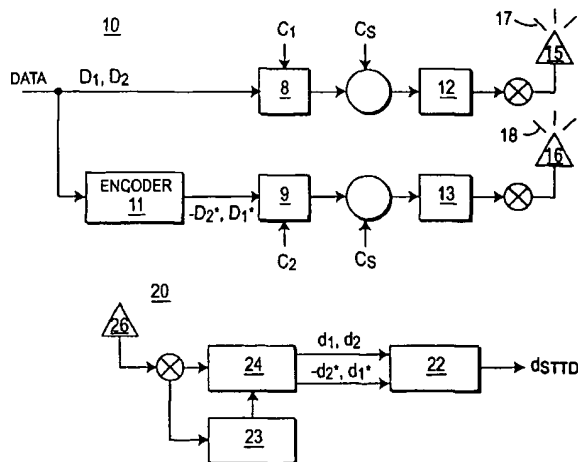 10
C1
CS
17
15
DATA
D1, D2
8
12
18
16
ENCODER
11
-D2*, D1*
9
13
C2
CS
20
26
24
d1, d2
-d2*, d1*
22
dSTTD
23